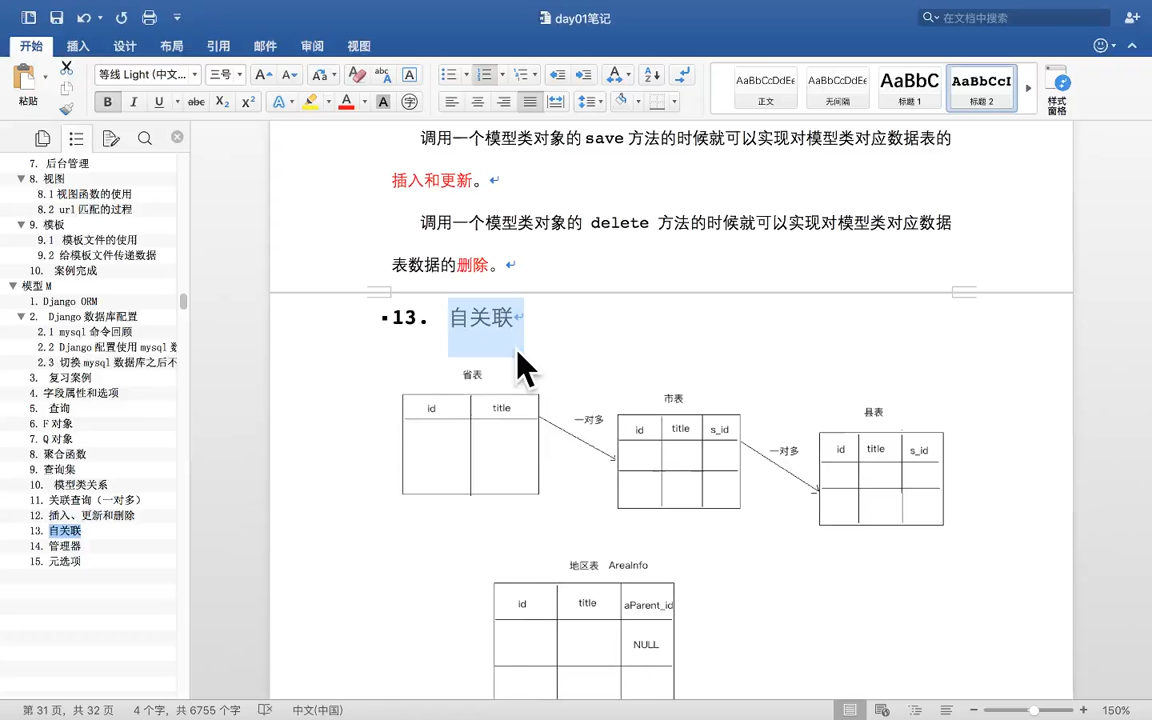 day01笔记
在文档中搜索
开始 插入 设计 布局 引用 邮件 审阅 视图
粘贴
等线 Light (中文...
三号
AaBbCcDdEe
正文
AaBbCcDdEe
无间隔
AaBbC
标题 1
AaBbCcI
标题 2
样式
窗格
7. 后台管理
8. 视图
8.1 视图函数的使用
8.2 url 匹配的过程
9. 模板
9.1 模板文件的使用
9.2 给模板文件传递数据
10. 案例完成
模型 M
1. Django ORM
2. Django 数据库配置
2.1 mysql 命令回顾
2.2 Django 配置使用 mysql 数
2.3 切换 mysql 数据库之后不
3. 复习案例
4. 字段属性和选项
5. 查询
6. F 对象
7. Q 对象
8. 聚合函数
9. 查询集
10. 模型类关系
11. 关联查询（一对多）
12. 插入、更新和删除
13. 自关联
14. 管理器
15. 元选项
调用一个模型类对象的 save 方法的时候就可以实现对模型类对应数据表的
插入和更新。
调用一个模型类对象的 delete 方法的时候就可以实现对模型类对应数据
表数据的删除。
13. 自关联
省表
id title
一对多
市表
id title s_id
一对多
县表
id title s_id
地区表 AreaInfo
id title aParent_id
NULL
第 31 页，共 32 页 4 个字，共 6755 个字 中文(中国)
150%